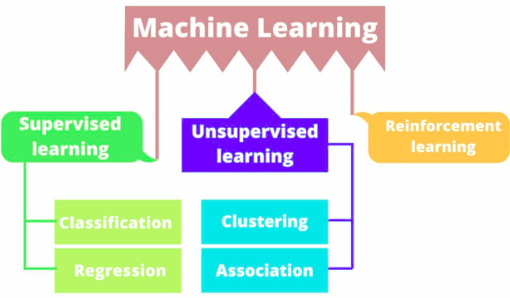 Machine Learning
Supervised
learning
Unsupervised
learning
Reinforcement
learning
Classification
Regression
Clustering
Association